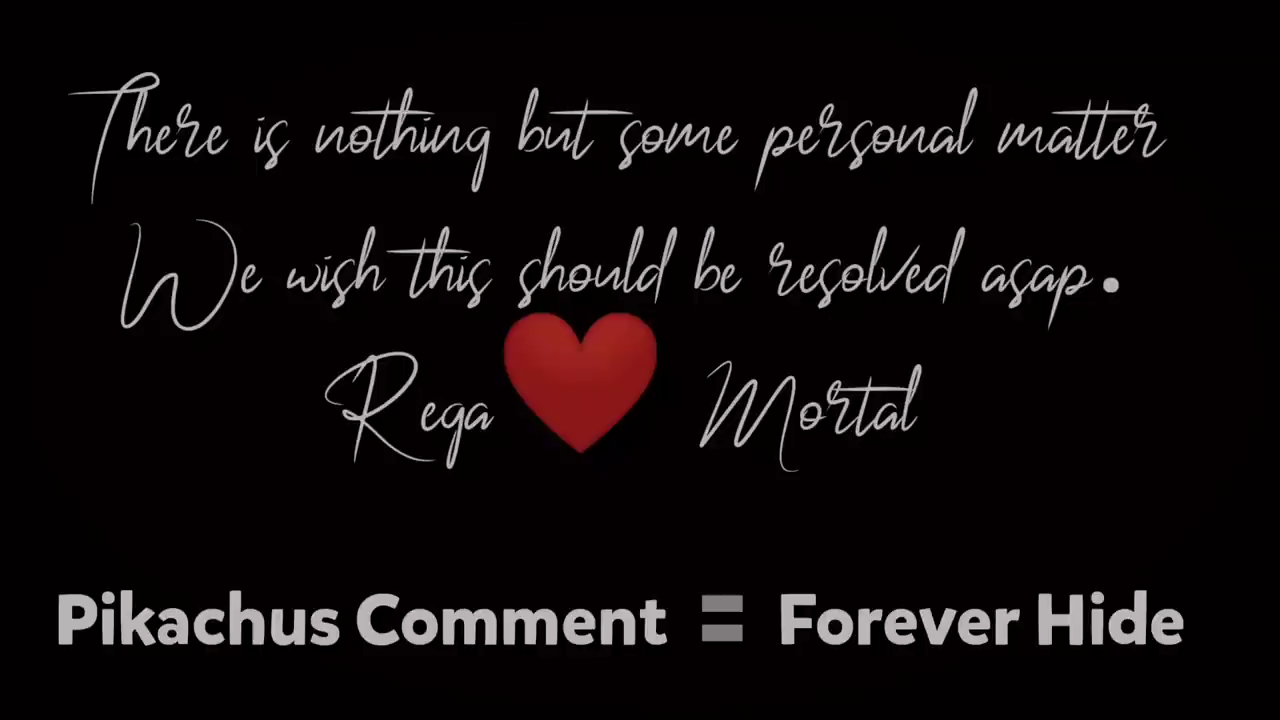 There is nothing but some personal matter
We wish this should be resolved asap.
Rega ❤️ Mortal
Pikachus Comment = Forever Hide